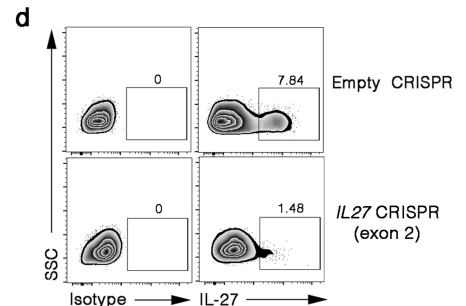 d
0
7.84
Empty CRISPR
0
1.48
IL27 CRISPR
(exon 2)
SSC
Isotype
IL-27